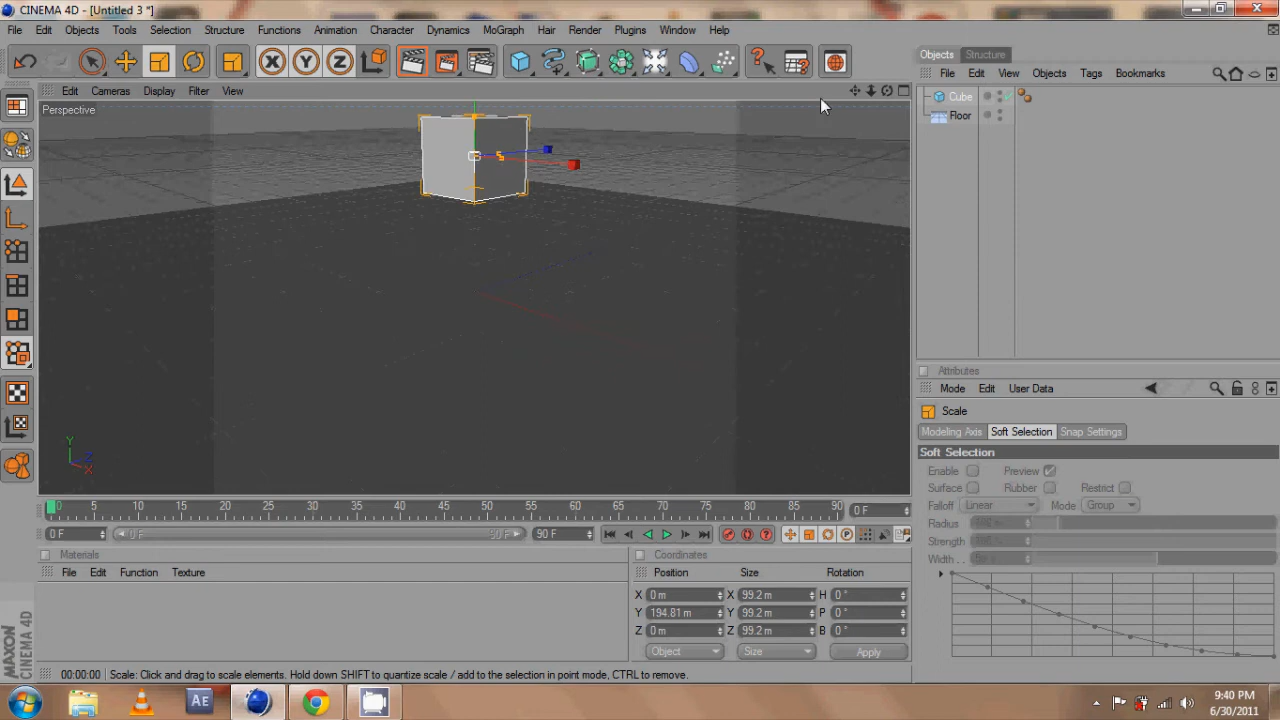 CINEMA 4D - [Untitled 3 *]
File Edit Objects Tools Selection Structure Functions Animation Character Dynamics MoGraph Hair Render Plugins Window Help
X Y Z
Objects Structure
File Edit View Objects Tags Bookmarks
Edit Cameras Display Filter View
Perspective
Cube
Floor
Attributes
Mode Edit User Data
Scale
Modeling Axis Soft Selection Snap Settings
Soft Selection
Enable Preview
Surface Rubber Restrict
Falloff Linear Mode Group
Radius
Strength
Width . .
Y
Z
X
0 5 10 15 20 25 30 35 40 45 50 55 60 65 70 75 80 85 90 0 F
0 F 0 F 90 F 90 F
Materials
File Edit Function Texture
Coordinates
Position Size Rotation
X 0 m X 99.2 m H 0 °
Y 194.81 m Y 99.2 m P 0 °
Z 0 m Z 99.2 m B 0 °
Object Size Apply
MAXON
CINEMA 4D
00:00:00 Scale: Click and drag to scale elements. Hold down SHIFT to quantize scale / add to the selection in point mode, CTRL to remove.
Ae
9:40 PM
6/30/2011